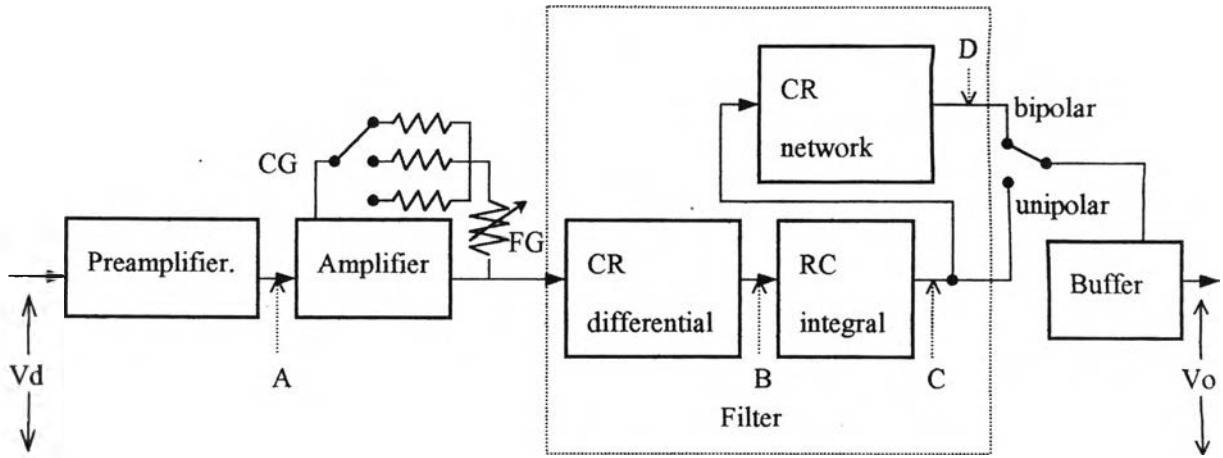 D
CR
network
bipolar
CG
unipolar
FG
Preamplifier.
Amplifier
CR
differential
RC
integral
Buffer
Vd
A
B
C
Vo
Filter